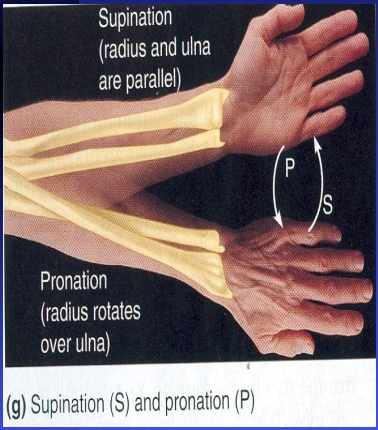 Supination
(radius and ulna
are parallel)
P
S
Pronation
(radius rotates
over ulna)
(g) Supination (S) and pronation (P)